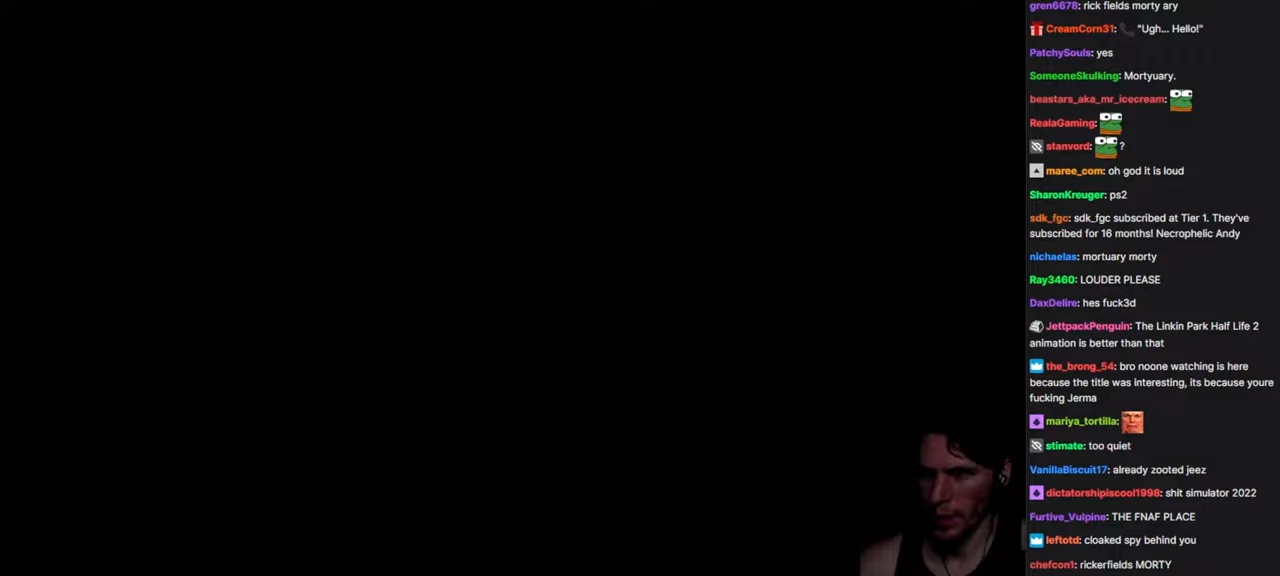 gren6678: rick fields morty ary
CreamCorn31: "Ugh... Hello!"
PatchySouls: yes
SomeoneSkulking: Mortyuary.
beastars_aka_mr_icecream:
RealaGaming:
stanvord: ?
maree_com: oh god it is loud
SharonKreuger: ps2
sdk_fgc: sdk_fgc subscribed at Tier 1. They've
subscribed for 16 months! Necrophelic Andy
nichaelas: mortuary morty
Ray3460: LOUDER PLEASE
DaxDelire: hes fuck3d
JettpackPenguin: The Linkin Park Half Life 2
animation is better than that
the_brong_54: bro noone watching is here
because the title was interesting, its because youre
fucking Jerma
mariya_tortilla:
stimate: too quiet
VanillaBiscuit17: already zooted jeez
dictatorshipiscool1998: shit simulator 2022
Furtive_Vulpine: THE FNAF PLACE
leftotd: cloaked spy behind you
chefcon1: rickerfields MORTY